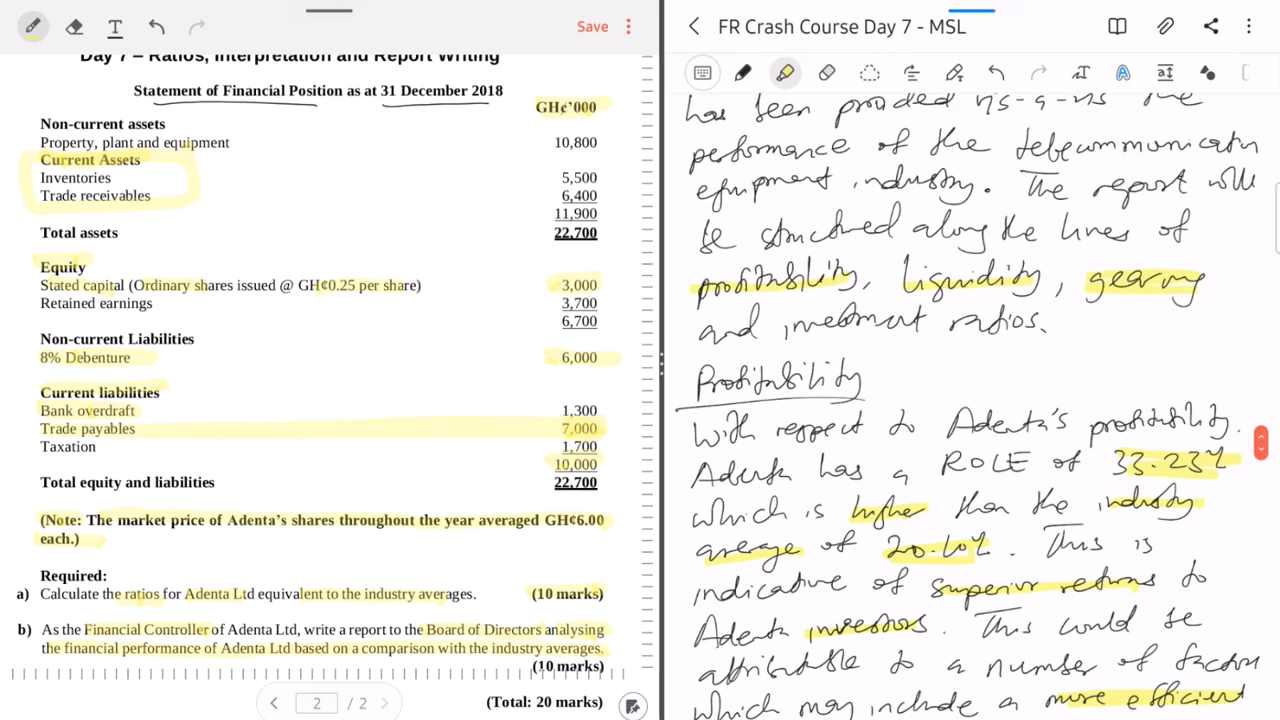 Save
FR Crash Course Day 7 - MSL
Day 7 – Ratios, Interpretation and Report Writing
Statement of Financial Position as at 31 December 2018
GH¢'000
Non-current assets
Property, plant and equipment 10,800
Current Assets
Inventories 5,500
Trade receivables 6,400
11,900
Total assets 22,700
Equity
Stated capital (Ordinary shares issued @ GH¢0.25 per share) 3,000
Retained earnings 3,700
6,700
Non-current Liabilities
8% Debenture 6,000
Current liabilities
Bank overdraft 1,300
Trade payables 7,000
Taxation 1,700
10,000
Total equity and liabilities 22,700
(Note: The market price of Adenta's shares throughout the year averaged GH¢6.00
each.)
Required:
a) Calculate the ratios for Adenta Ltd equivalent to the industry averages. (10 marks)
b) As the Financial Controller of Adenta Ltd, write a report to the Board of Directors analysing
the financial performance of Adenta Ltd based on a comparison with the industry averages.
(10 marks)
(Total: 20 marks)
2 / 2
has been provided vis-a-vis the
performance of the telecommunication
equipment industry. The report will
be structured along the lines of
profitability, liquidity, gearing
and investment ratios.
Profitability
With respect to Adenta's profitability.
Adenta has a ROCE of 33.23%
which is higher than the industry
average of 20.10%. This is
indicative of superior returns to
Adenta investors. This could be
attributable to a number of factors
which may include a more efficient